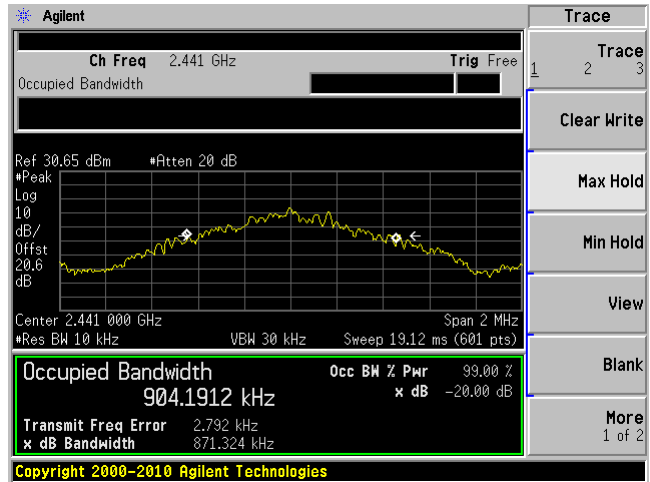 Agilent
Trace
Ch Freq 2.441 GHz Trig Free
Occupied Bandwidth
Trace
1 2 3
Clear Write
Max Hold
Min Hold
View
Blank
More
1 of 2
Ref 30.65 dBm #Atten 20 dB
#Peak
Log
10
dB/
Offst
20.6
dB
Center 2.441 000 GHz Span 2 MHz
#Res BW 10 kHz VBW 30 kHz Sweep 19.12 ms (601 pts)
Occupied Bandwidth Occ BW % Pwr 99.00 %
904.1912 kHz x dB -20.00 dB
Transmit Freq Error 2.792 kHz
x dB Bandwidth 871.324 kHz
Copyright 2000-2010 Agilent Technologies